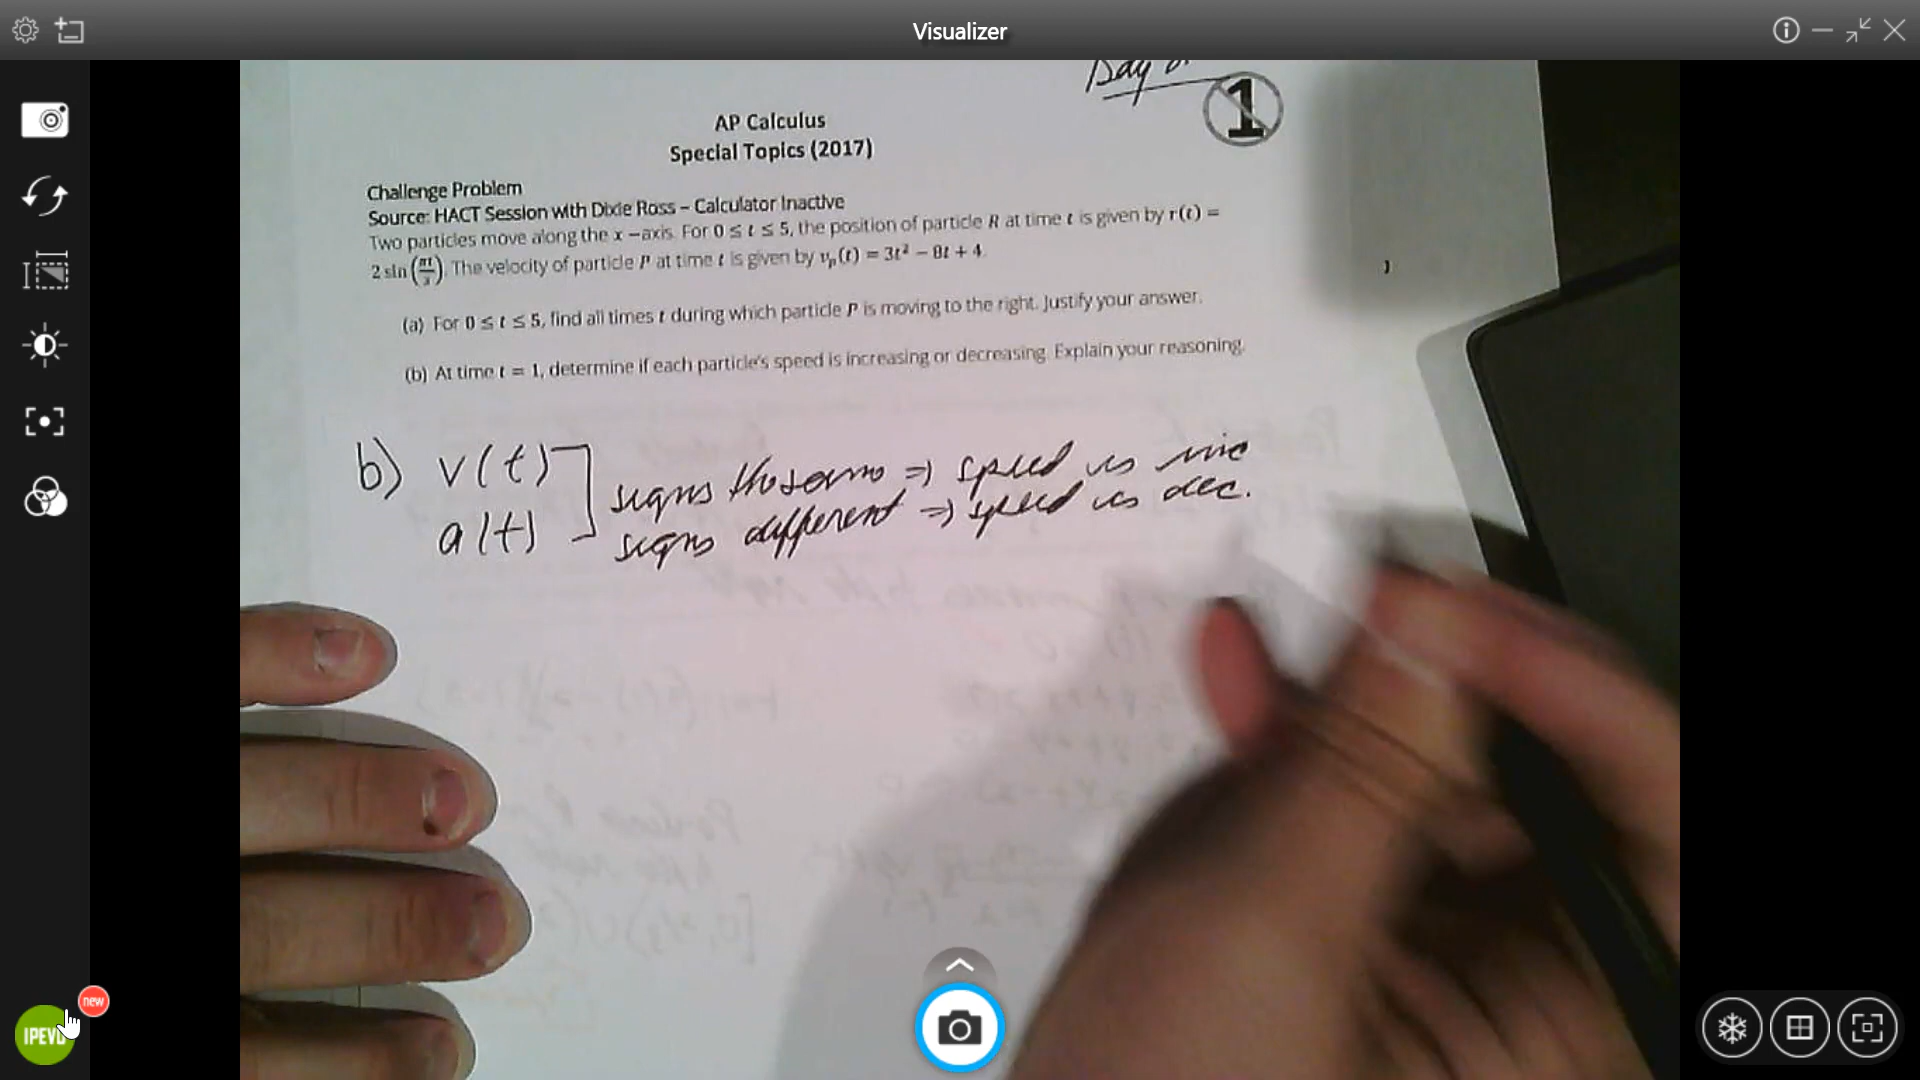 Visualizer
Day
1
AP Calculus
Special Topics (2017)
Challenge Problem
Source: HACT Session with Dixie Ross – Calculator Inactive
Two particles move along the x –axis. For 0 ≤ t ≤ 5, the position of particle R at time t is given by r(t) =
2 sin(πt/3). The velocity of particle P at time t is given by vₚ(t) = 3t² − 8t + 4.
(a) For 0 ≤ t ≤ 5, find all times t during which particle P is moving to the right. Justify your answer.
(b) At time t = 1, determine if each particle's speed is increasing or decreasing. Explain your reasoning.
b) v(t)
a(t)
signs the same ⇒ speed is inc
signs different ⇒ speed is dec.
new
IPEVO